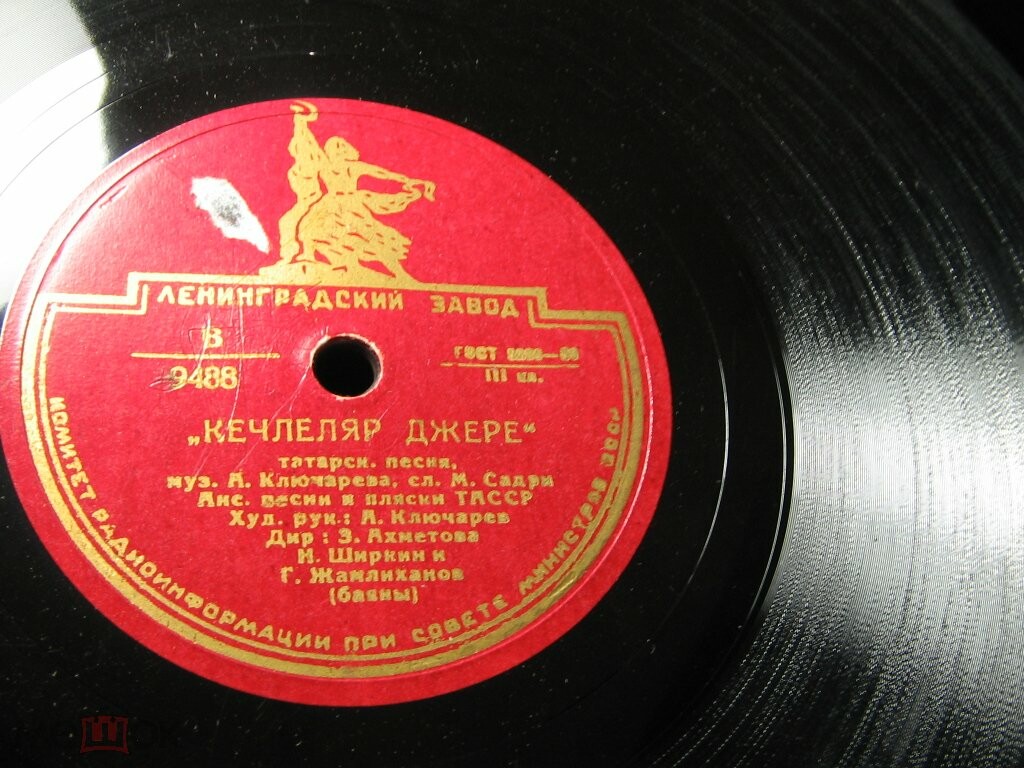 ЛЕНИНГРАДСКИЙ ЗАВОД
В
9488
ГОСТ
III кл.
„КЕЧЛЕЛЯР ДЖЕРЕ“
татарск. песня,
муз. А. Ключарева, сл. М. Садри
Анс. песни и пляски ТАССР
Худ. рук.: А. Ключарев
Дир : З. Ахметова
Н. Ширкин и
Г. Жамлиханов
(баяны)
КОМИТЕТ РАДИОИНФОРМАЦИИ ПРИ СОВЕТЕ МИНИСТРОВ СССР